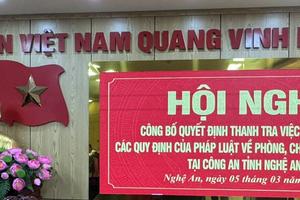 N VIỆT NAM QUANG VINH
HỘI NGH
CÔNG BỐ QUYẾT ĐỊNH THANH TRA VIỆC
CÁC QUY ĐỊNH CỦA PHÁP LUẬT VỀ PHÒNG, CH
TẠI CÔNG AN TỈNH NGHỆ AN
Nghệ An, ngày 05 tháng 03 năm